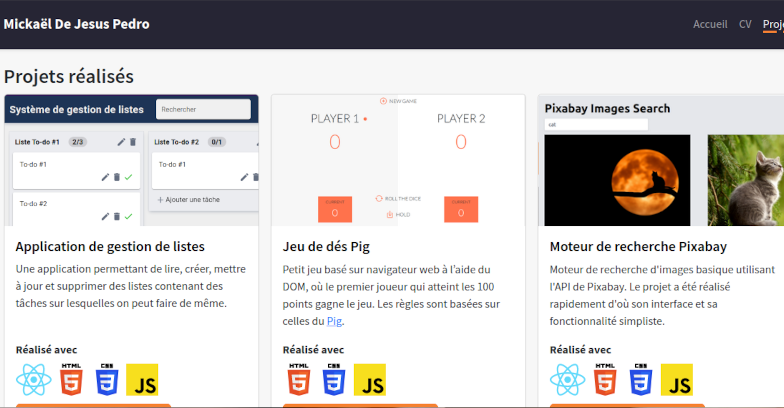 Mickaël De Jesus Pedro
Accueil CV Proje
Projets réalisés
Système de gestion de listes
Rechercher
Liste To-do #1 2/3
To-do #1
To-do #2
Liste To-do #2 0/1
To-do #1
+ Ajouter une tâche
Application de gestion de listes
Une application permettant de lire, créer, mettre
à jour et supprimer des listes contenant des
tâches sur lesquelles on peut faire de même.
Réalisé avec
HTML
5
CSS
3
JS
NEW GAME
PLAYER 1
0
PLAYER 2
0
ROLL THE DICE
HOLD
CURRENT
0
CURRENT
0
Jeu de dés Pig
Petit jeu basé sur navigateur web à l'aide du
DOM, où le premier joueur qui atteint les 100
points gagne le jeu. Les règles sont basées sur
celles du Pig.
Réalisé avec
HTML
5
CSS
3
JS
Pixabay Images Search
cat
Moteur de recherche Pixabay
Moteur de recherche d'images basique utilisant
l'API de Pixabay. Le projet a été réalisé
rapidement d'où son interface et sa
fonctionnalité simpliste.
Réalisé avec
HTML
5
CSS
3
JS